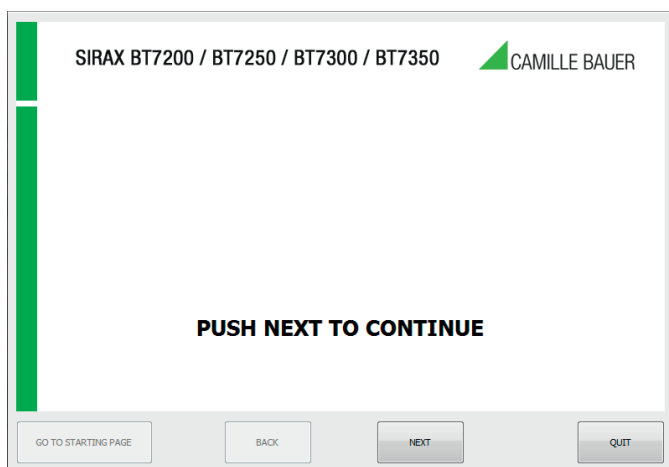 SIRAX BT7200 / BT7250 / BT7300 / BT7350
CAMILLE BAUER
PUSH NEXT TO CONTINUE
GO TO STARTING PAGE
BACK
NEXT
QUIT